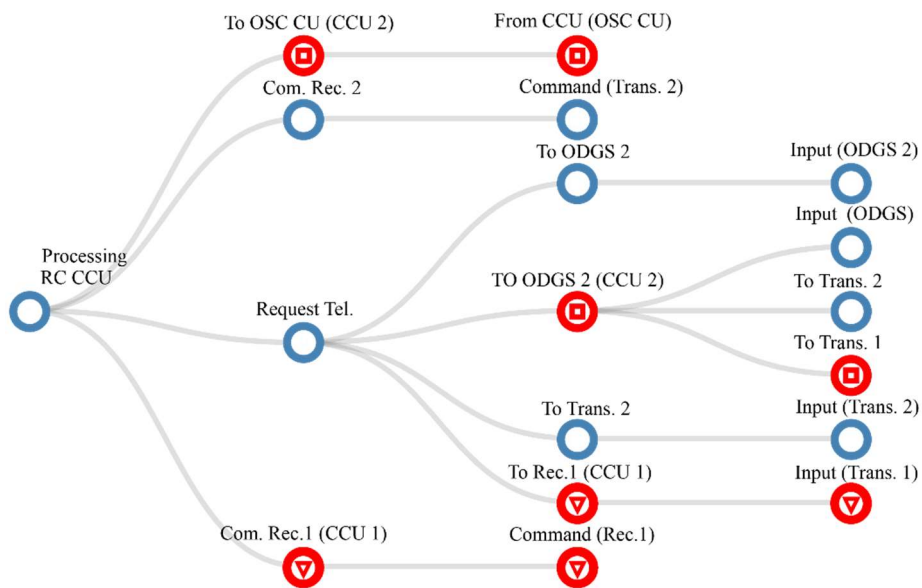 To OSC CU (CCU 2)
From CCU (OSC CU)
Com. Rec. 2
Command (Trans. 2)
To ODGS 2
Input (ODGS 2)
Input (ODGS)
Processing
RC CCU
Request Tel.
TO ODGS 2 (CCU 2)
To Trans. 2
To Trans. 1
To Trans. 2
Input (Trans. 2)
To Rec.1 (CCU 1)
Input (Trans. 1)
Com. Rec.1 (CCU 1)
Command (Rec.1)